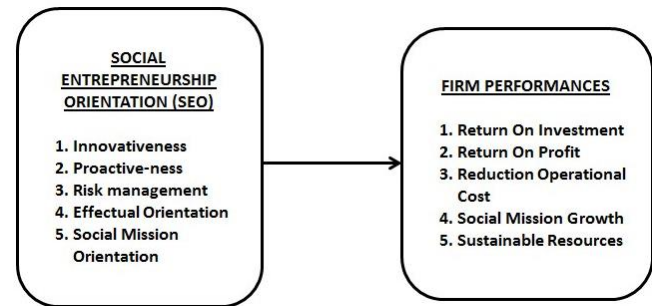 SOCIAL
ENTREPRENEURSHIP
ORIENTATION (SEO)
1. Innovativeness
2. Proactive-ness
3. Risk management
4. Effectual Orientation
5. Social Mission
Orientation
FIRM PERFORMANCES
1. Return On Investment
2. Return On Profit
3. Reduction Operational
Cost
4. Social Mission Growth
5. Sustainable Resources